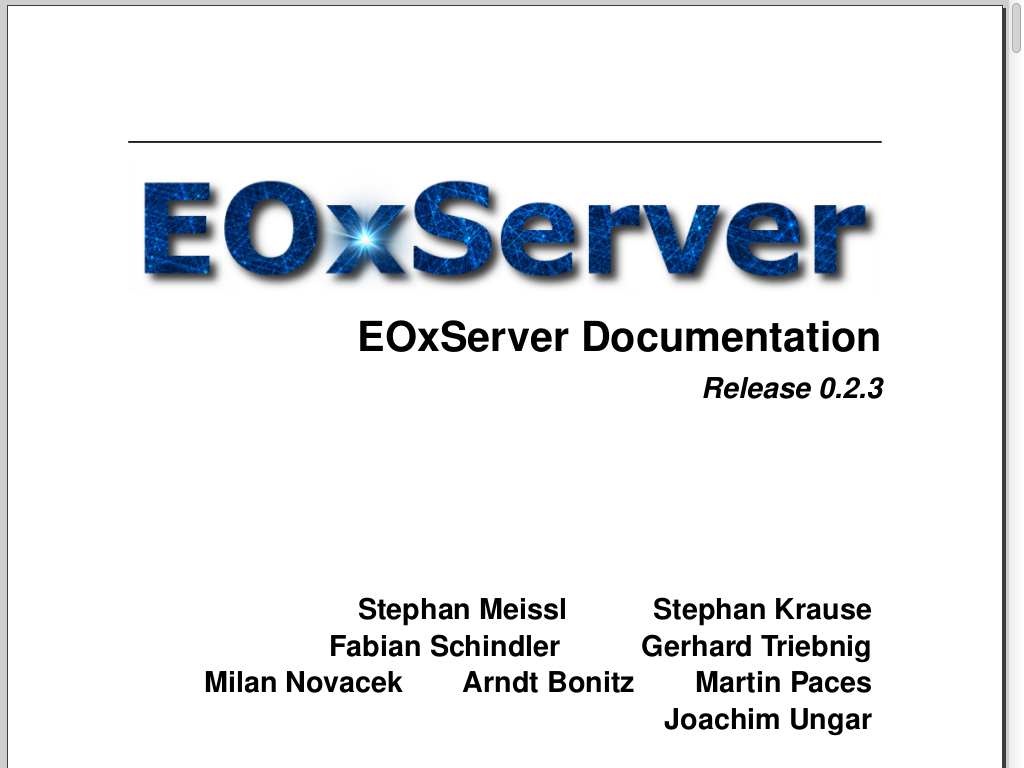 EOxServer
EOxServer Documentation
Release 0.2.3
Stephan Meissl Stephan Krause
Fabian Schindler Gerhard Triebnig
Milan Novacek Arndt Bonitz Martin Paces
Joachim Ungar